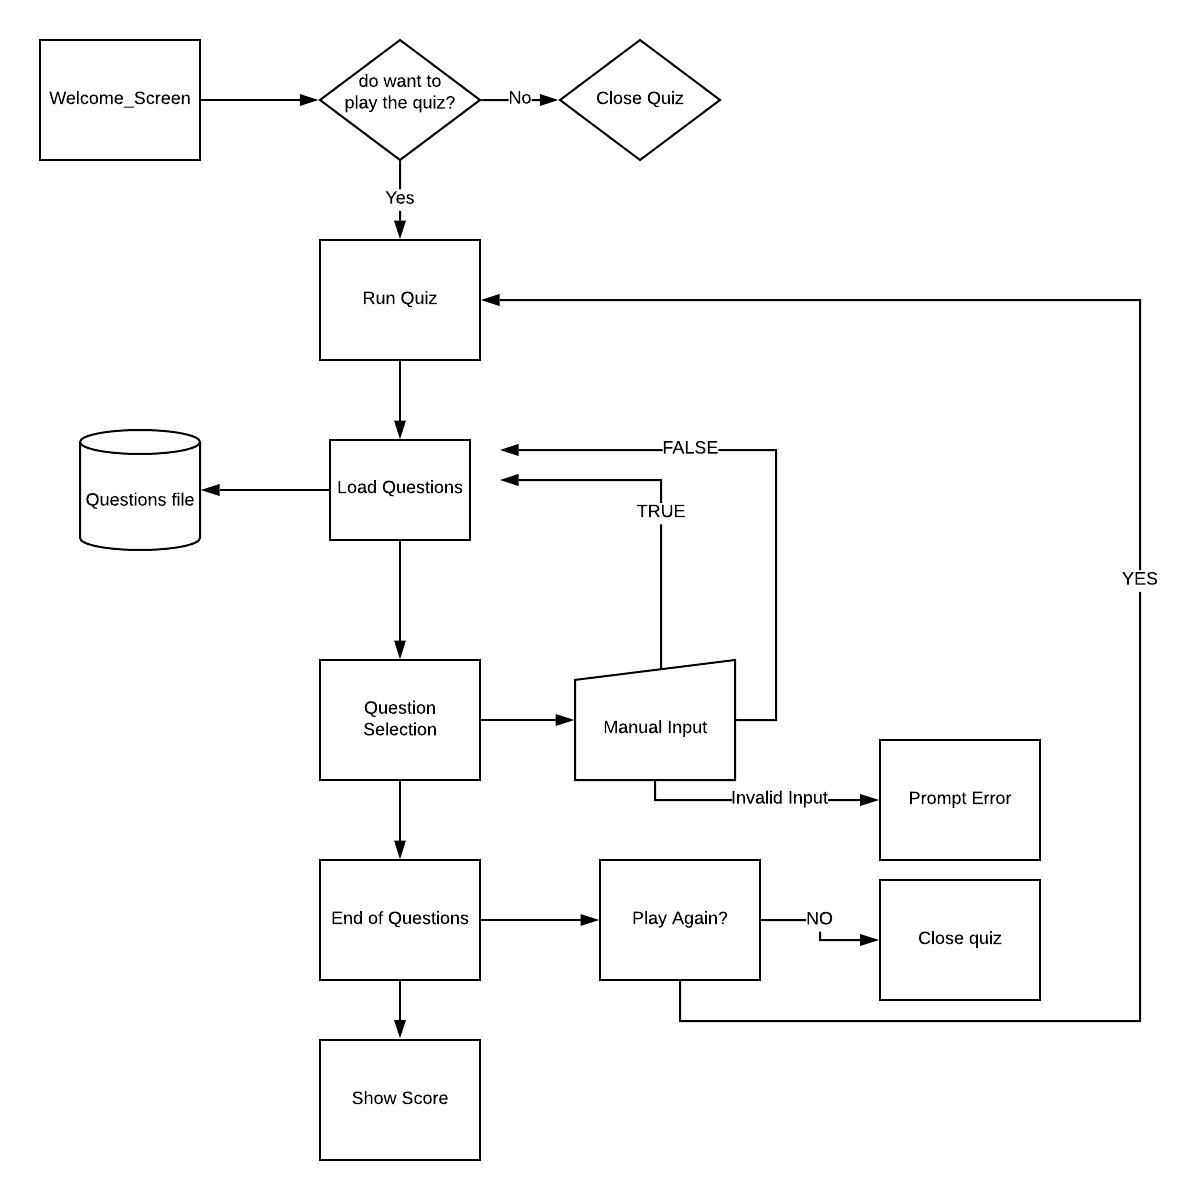 Welcome_Screen
do want to
play the quiz?
No
Close Quiz
Yes
Run Quiz
FALSE
Load Questions
Questions file
TRUE
YES
Question
Selection
Manual Input
Invalid Input
Prompt Error
End of Questions
Play Again?
NO
Close quiz
Show Score